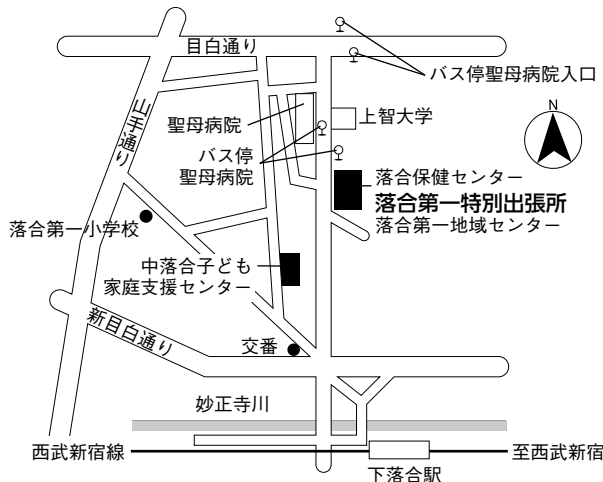 目白通り
バス停聖母病院入口
山手通り
聖母病院
上智大学
N
バス停
聖母病院
落合保健センター
落合第一特別出張所
落合第一地域センター
落合第一小学校
中落合子ども
家庭支援センター
新目白通り
交番
妙正寺川
西武新宿線
至西武新宿
下落合駅